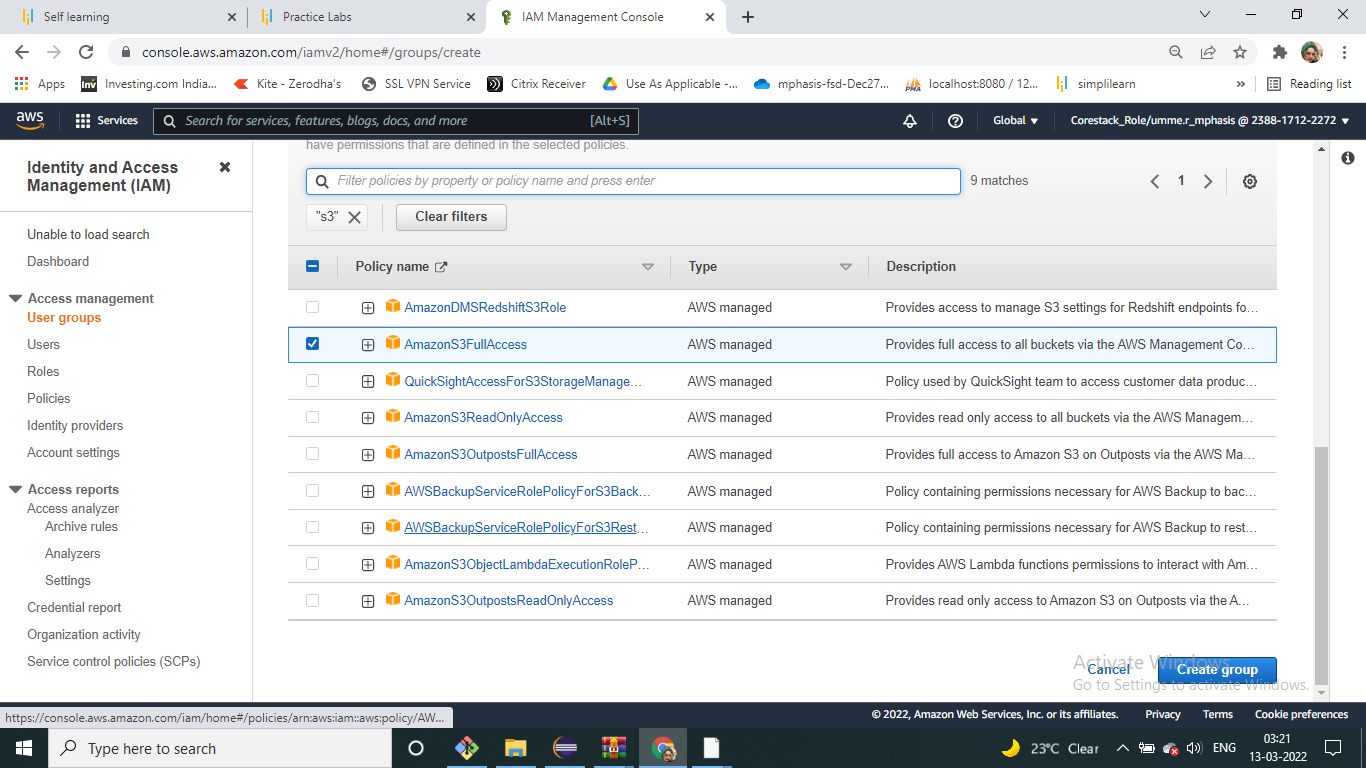 Self learning
Practice Labs
IAM Management Console
console.aws.amazon.com/iamv2/home#/groups/create
Apps
Investing.com India...
Kite - Zerodha's
SSL VPN Service
Citrix Receiver
Use As Applicable -...
mphasis-fsd-Dec27...
localhost:8080 / 12...
simplilearn
»
Reading list
aws
Services
Search for services, features, blogs, docs, and more
[Alt+S]
Global
Corestack_Role/umme.r_mphasis @ 2388-1712-2272
Identity and Access
Management (IAM)
Unable to load search
Dashboard
Access management
User groups
Users
Roles
Policies
Identity providers
Account settings
Access reports
Access analyzer
Archive rules
Analyzers
Settings
Credential report
Organization activity
Service control policies (SCPs)
have permissions that are defined in the selected policies.
Filter policies by property or policy name and press enter
9 matches
1
"s3"
Clear filters
Policy name Type Description
AmazonDMSRedshiftS3Role AWS managed Provides access to manage S3 settings for Redshift endpoints fo...
AmazonS3FullAccess AWS managed Provides full access to all buckets via the AWS Management Co...
QuickSightAccessForS3StorageManage... AWS managed Policy used by QuickSight team to access customer data produc...
AmazonS3ReadOnlyAccess AWS managed Provides read only access to all buckets via the AWS Managem...
AmazonS3OutpostsFullAccess AWS managed Provides full access to Amazon S3 on Outposts via the AWS Ma...
AWSBackupServiceRolePolicyForS3Back... AWS managed Policy containing permissions necessary for AWS Backup to bac...
AWSBackupServiceRolePolicyForS3Rest... AWS managed Policy containing permissions necessary for AWS Backup to rest...
AmazonS3ObjectLambdaExecutionRoleP... AWS managed Provides AWS Lambda functions permissions to interact with Am...
AmazonS3OutpostsReadOnlyAccess AWS managed Provides read only access to Amazon S3 on Outposts via the A...
Cancel
Create group
Activate Windows
Go to Settings to activate Windows.
https://console.aws.amazon.com/iam/home#/policies/arn:aws:iam::aws:policy/AW...
© 2022, Amazon Web Services, Inc. or its affiliates.
Privacy
Terms
Cookie preferences
Type here to search
23°C Clear
ENG
03:21
13-03-2022